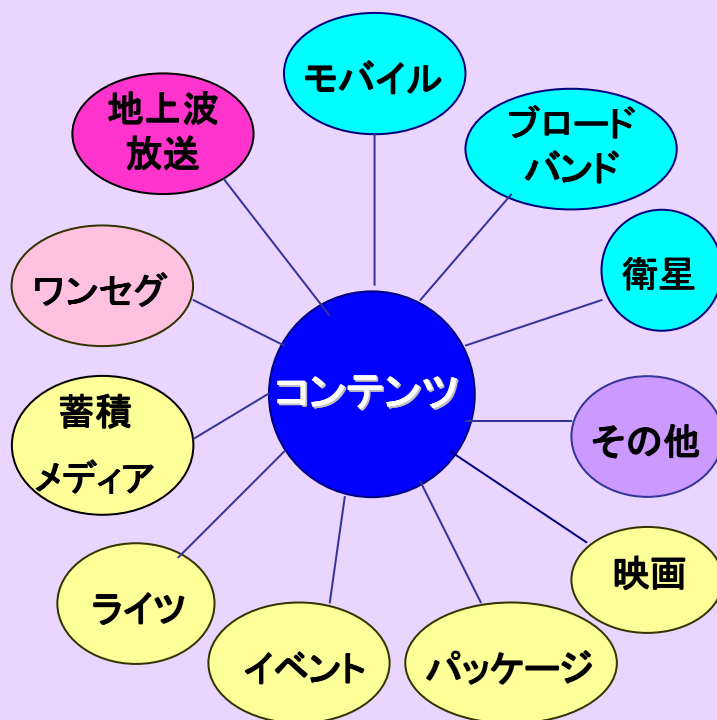 モバイル
地上波
放送
ブロード
バンド
衛星
ワンセグ
コンテンツ
蓄積
メディア
その他
映画
ライツ
イベント
パッケージ